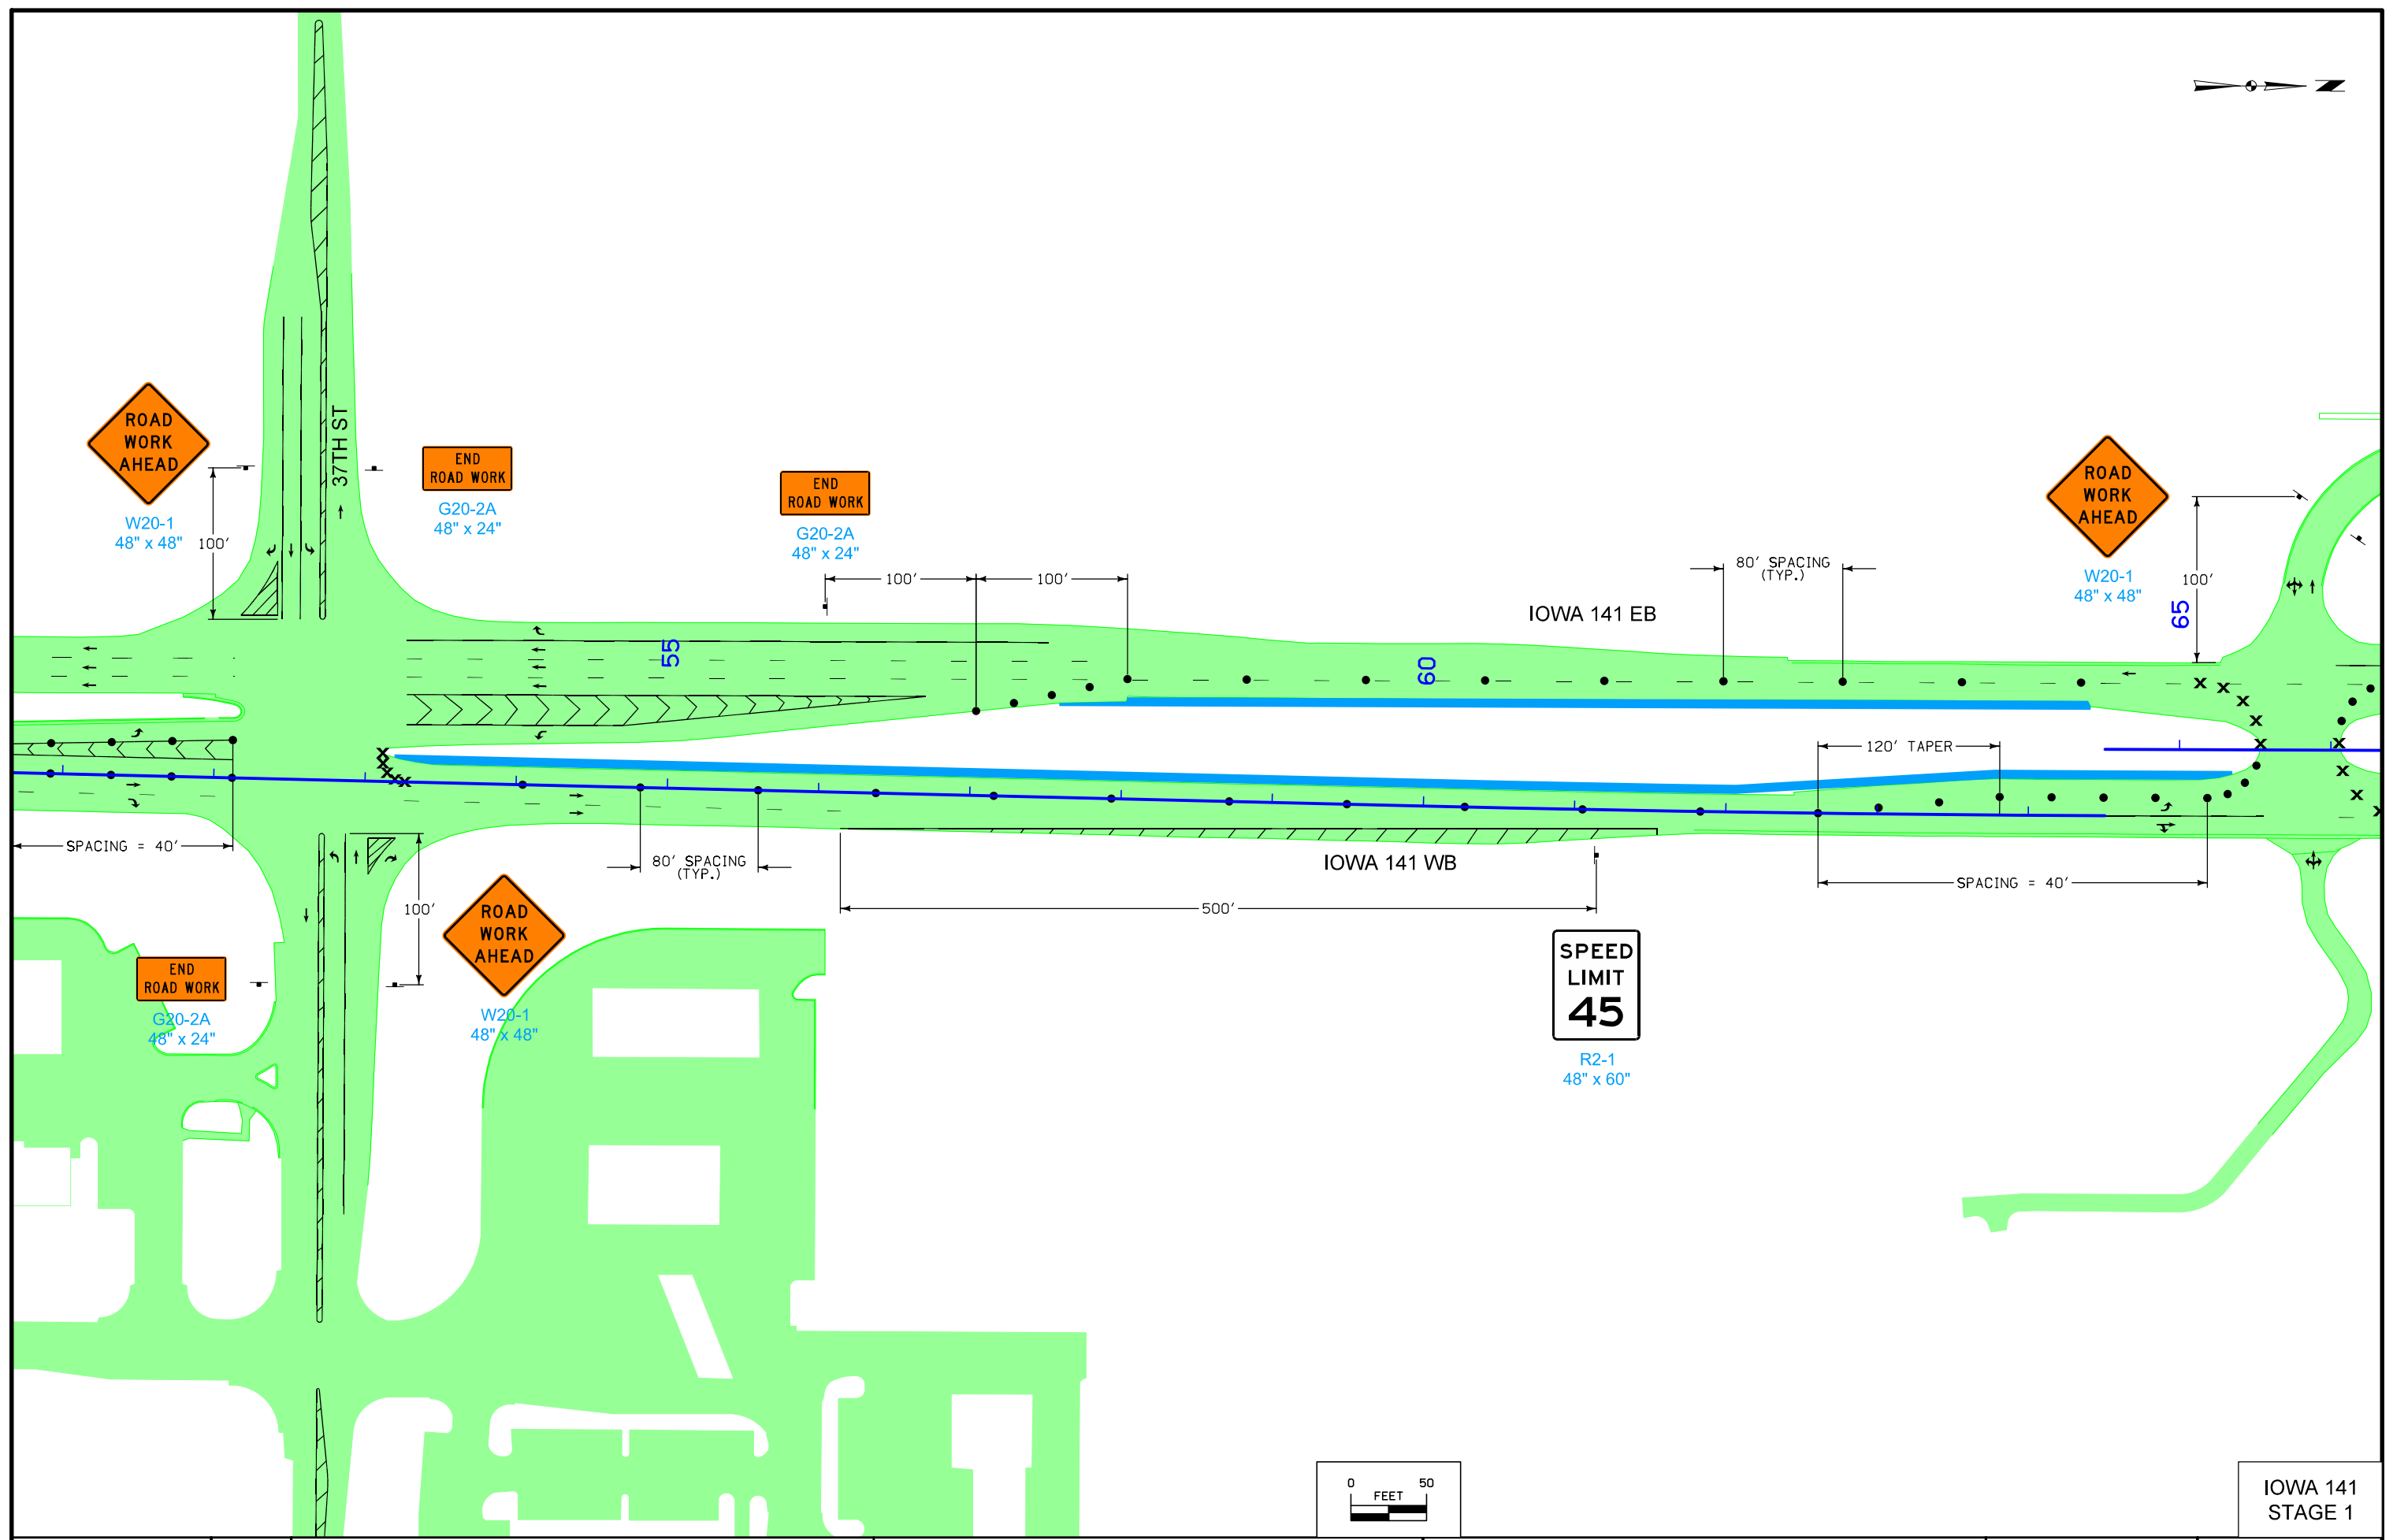 N
37TH ST
ROAD
WORK
AHEAD
W20-1
48" x 48"
100'
END
ROAD WORK
G20-2A
48" x 24"
END
ROAD WORK
G20-2A
48" x 24"
100'
100'
IOWA 141 EB
80' SPACING
(TYP.)
ROAD
WORK
AHEAD
W20-1
48" x 48"
100'
55
60
65
120' TAPER
SPACING = 40'
80' SPACING
(TYP.)
IOWA 141 WB
SPACING = 40'
500'
100'
ROAD
WORK
AHEAD
W20-1
48" x 48"
END
ROAD WORK
G20-2A
48" x 24"
SPEED
LIMIT
45
R2-1
48" x 60"
0 50
FEET
IOWA 141
STAGE 1